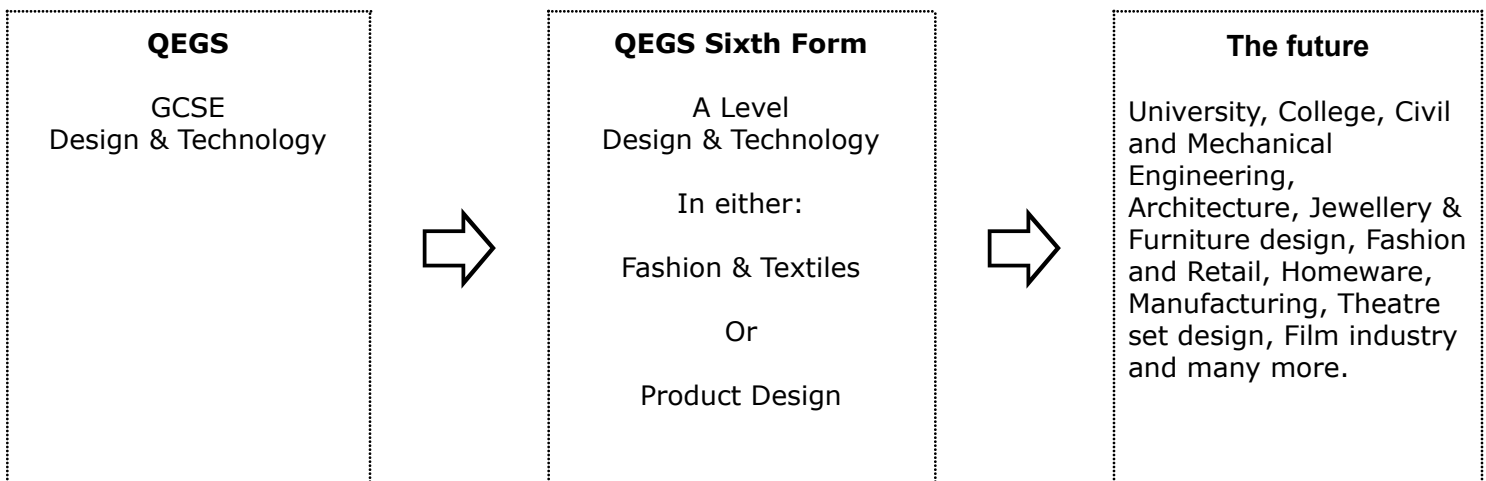 QEGS
GCSE
Design & Technology
QEGS Sixth Form
A Level
Design & Technology
In either:
Fashion & Textiles
Or
Product Design
The future
University, College, Civil
and Mechanical
Engineering,
Architecture, Jewellery &
Furniture design, Fashion
and Retail, Homeware,
Manufacturing, Theatre
set design, Film industry
and many more.